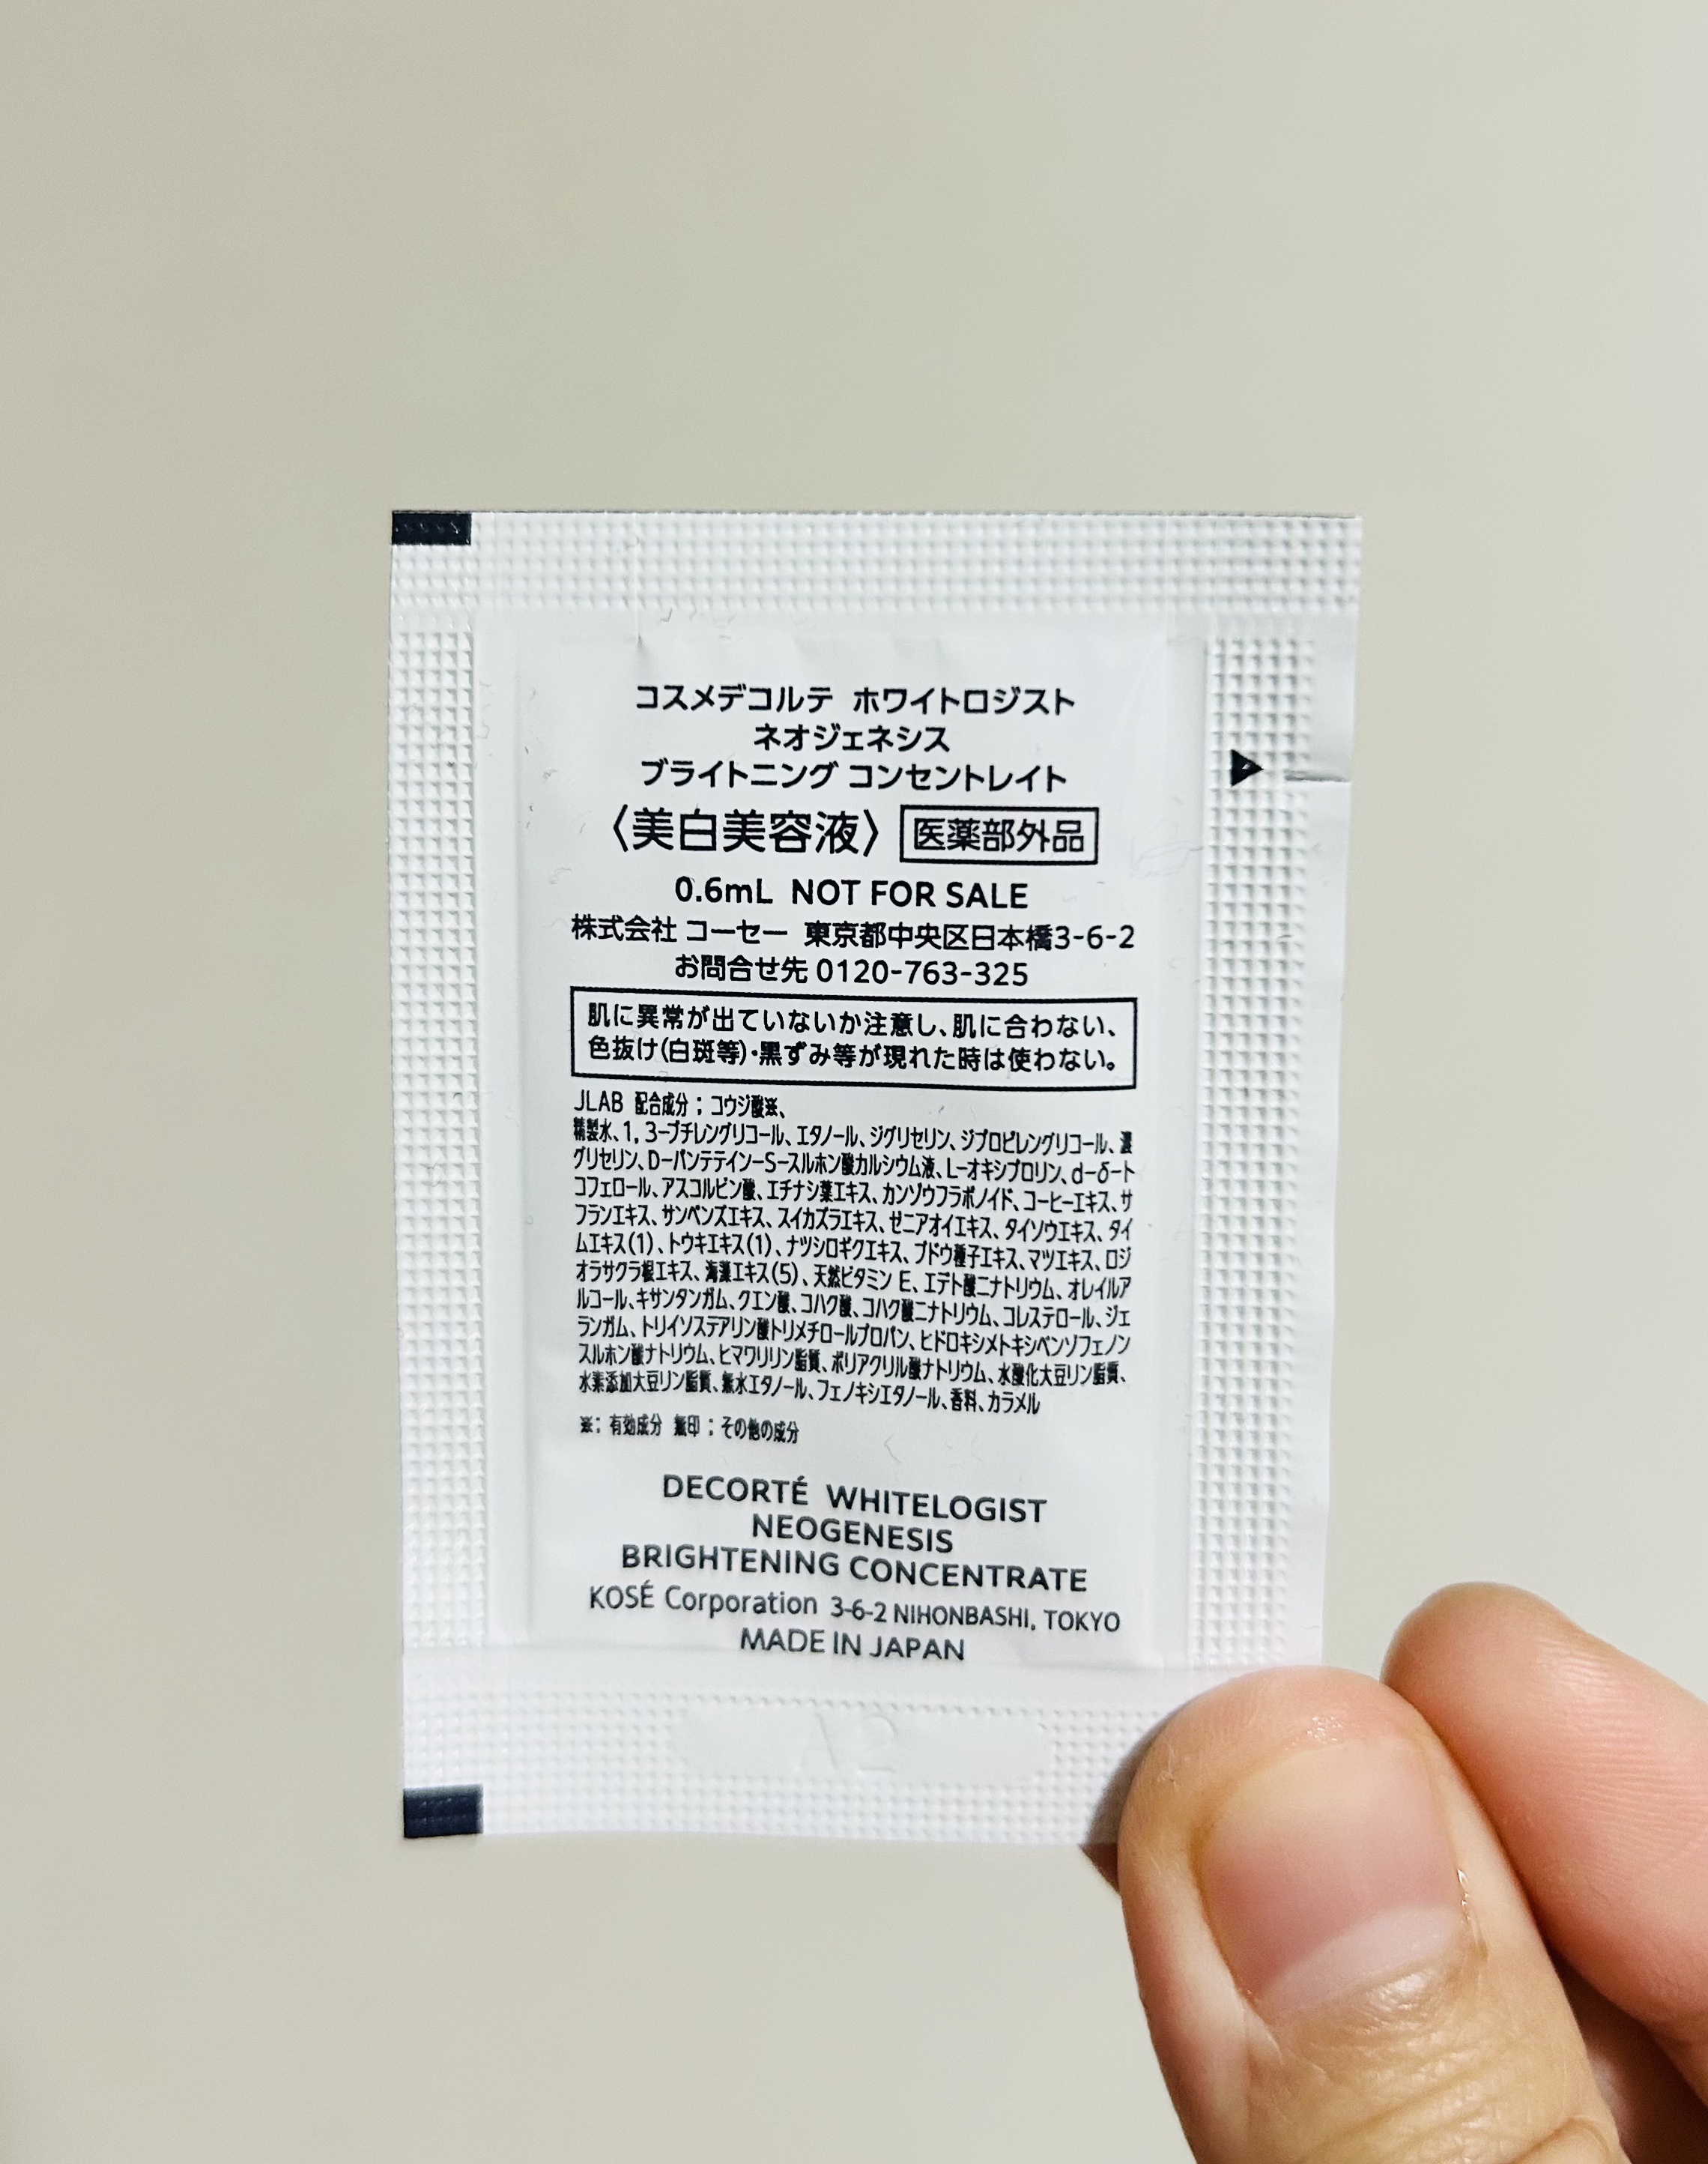 コスメデコルテ ホワイトロジスト
ネオジェネシス
ブライトニング コンセントレイト
〈美白美容液〉 医薬部外品
0.6mL NOT FOR SALE
株式会社 コーセー 東京都中央区日本橋3-6-2
お問合せ先 0120-763-325
肌に異常が出ていないか注意し、肌に合わない、
色抜け(白斑等)・黒ずみ等が現れた時は使わない。
JLAB 配合成分 ; コウジ酸※、
精製水、1, 3−ブチレングリコール、エタノール、ジグリセリン、ジプロピレングリコール、濃
グリセリン、D−パンテテイン−S−スルホン酸カルシウム液、L−オキシプロリン、d−δ−ト
コフェロール、アスコルビン酸、エチナシ葉エキス、カンゾウフラボノイド、コーヒーエキス、サ
フランエキス、サンペンズエキス、スイカズラエキス、ゼニアオイエキス、タイソウエキス、タイ
ムエキス(1)、トウキエキス(1)、ナツシロギクエキス、ブドウ種子エキス、マツエキス、ロジ
オラサクラ根エキス、海藻エキス(5)、天然ビタミン E、エデト酸二ナトリウム、オレイルア
ルコール、キサンタンガム、クエン酸、コハク酸、コハク酸二ナトリウム、コレステロール、ジェ
ランガム、トリイソステアリン酸トリメチロールプロパン、ヒドロキシメトキシベンゾフェノン
スルホン酸ナトリウム、ヒマワリリン脂質、ポリアクリル酸ナトリウム、水酸化大豆リン脂質、
水素添加大豆リン脂質、無水エタノール、フェノキシエタノール、香料、カラメル
※: 有効成分 無印 : その他の成分
DECORTÉ WHITELOGIST
NEOGENESIS
BRIGHTENING CONCENTRATE
KOSÉ Corporation 3-6-2 NIHONBASHI, TOKYO
MADE IN JAPAN
A2